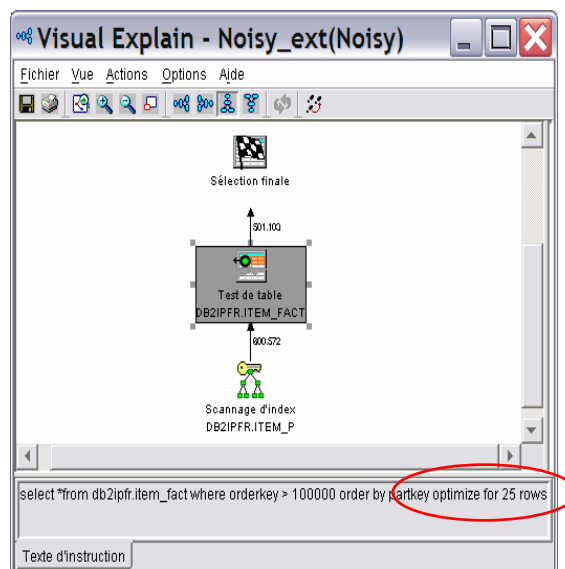 Visual Explain - Noisy_ext(Noisy)
Fichier Vue Actions Options Aide
Sélection finale
501.103
Test de table
DB2IPFR.ITEM_FACT
600.572
Scannage d'index
DB2IPFR.ITEM_P
select *from db2ipfr.item_fact where orderkey > 100000 order by partkey optimize for 25 rows
Texte d'instruction